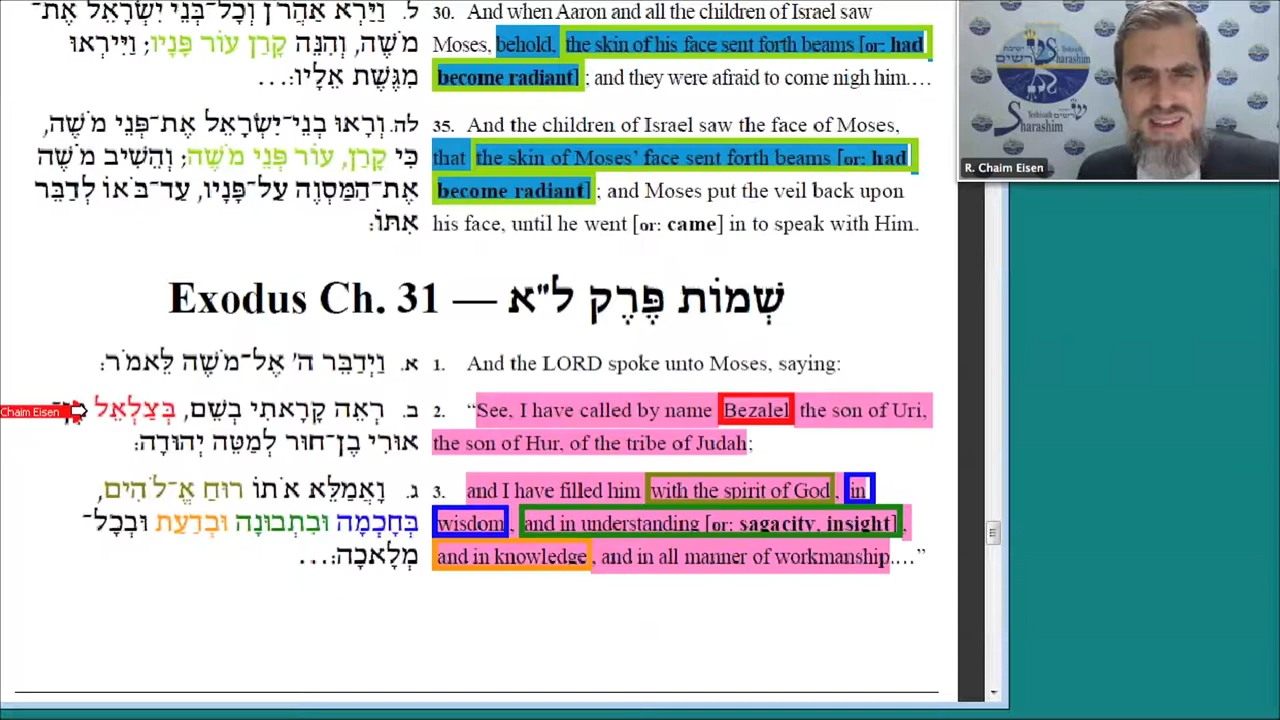 ל. וַיַּרְא אַהֲרֹן וְכָל־בְּנֵי יִשְׂרָאֵל אֶת־
מֹשֶׁה, וְהִנֵּה קָרַן עוֹר פָּנָיו; וַיִּירְאוּ
מִגֶּשֶׁת אֵלָיו:…
30. And when Aaron and all the children of Israel saw
Moses, behold, the skin of his face sent forth beams [or: had
become radiant]; and they were afraid to come nigh him.…
לה. וְרָאוּ בְנֵי־יִשְׂרָאֵל אֶת־פְּנֵי מֹשֶׁה,
כִּי קָרַן, עוֹר פְּנֵי מֹשֶׁה; וְהֵשִׁיב מֹשֶׁה
אֶת־הַמַּסְוֶה עַל־פָּנָיו, עַד־בֹּאוֹ לְדַבֵּר
אִתּוֹ:
35. And the children of Israel saw the face of Moses,
that the skin of Moses’ face sent forth beams [or: had
become radiant]; and Moses put the veil back upon
his face, until he went [or: came] in to speak with Him.
Exodus Ch. 31 — שְׁמוֹת פֶּרֶק ל"א
א. וַיְדַבֵּר ה' אֶל־מֹשֶׁה לֵּאמֹר:
1. And the LORD spoke unto Moses, saying:
ב. רְאֵה קָרָאתִי בְשֵׁם, בְּצַלְאֵל בֶּן־
אוּרִי בֶן־חוּר לְמַטֵּה יְהוּדָה:
2. “See, I have called by name Bezalel the son of Uri,
the son of Hur, of the tribe of Judah;
ג. וָאֲמַלֵּא אֹתוֹ רוּחַ אֱ־לֹהִים,
בְּחָכְמָה וּבִתְבוּנָה וּבְדַעַת וּבְכָל־
מְלָאכָה:…
3. and I have filled him with the spirit of God, in
wisdom, and in understanding [or: sagacity, insight],
and in knowledge, and in all manner of workmanship.…”
Chaim Eisen
ישיבת
שרשים
Yeshivath
Sharashim
R. Chaim Eisen